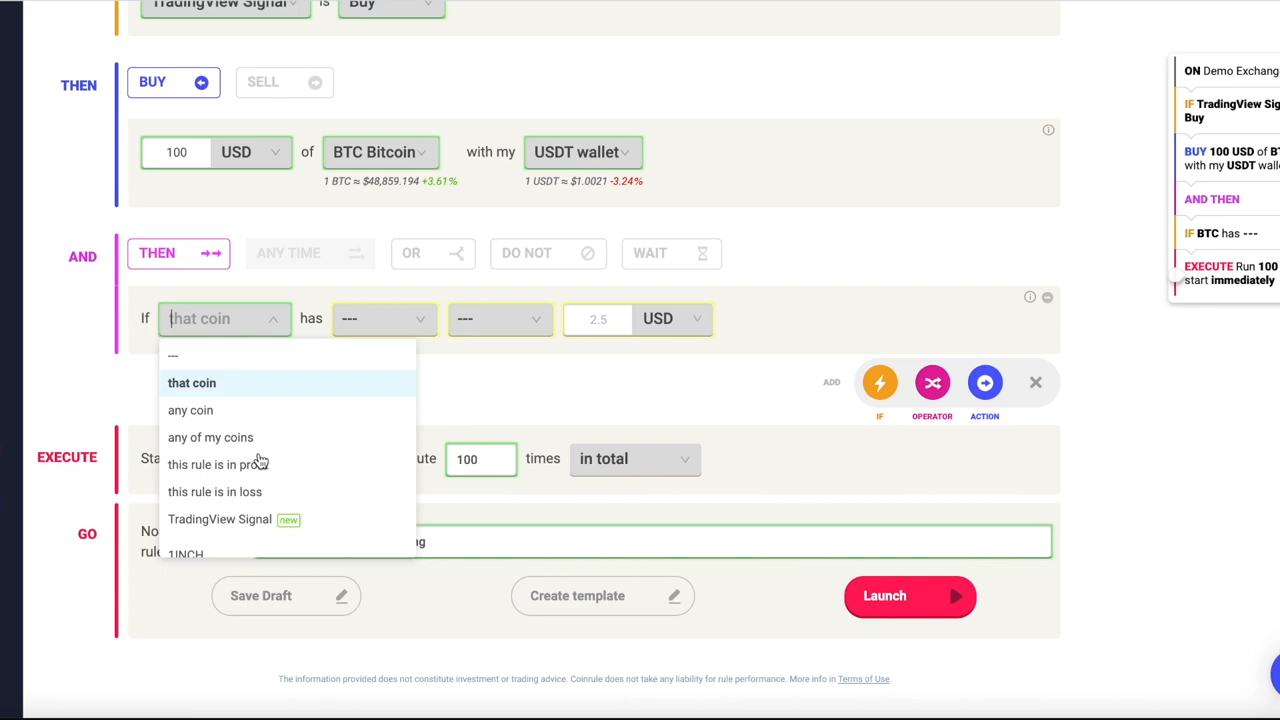 TradingView Signal is Buy
THEN BUY SELL
100 USD of BTC Bitcoin with my USDT wallet
1 BTC ≈ $48,859.194 +3.61% 1 USDT ≈ $1.0021 -3.24%
AND THEN ANY TIME OR DO NOT WAIT
If that coin has --- --- 2.5 USD
---
that coin
any coin
any of my coins
this rule is in
this rule is in loss
TradingView Signal new
1INCH
ADD
IF OPERATOR ACTION
EXECUTE 100 times in total
GO
Save Draft Create template Launch
The information provided does not constitute investment or trading advice. Coinrule does not take any liability for rule performance. More info in Terms of Use.
ON Demo Exchang
IF TradingView Sig
Buy
BUY 100 USD of BT
with my USDT wall
AND THEN
IF BTC has ---
EXECUTE Run 100
start immediately